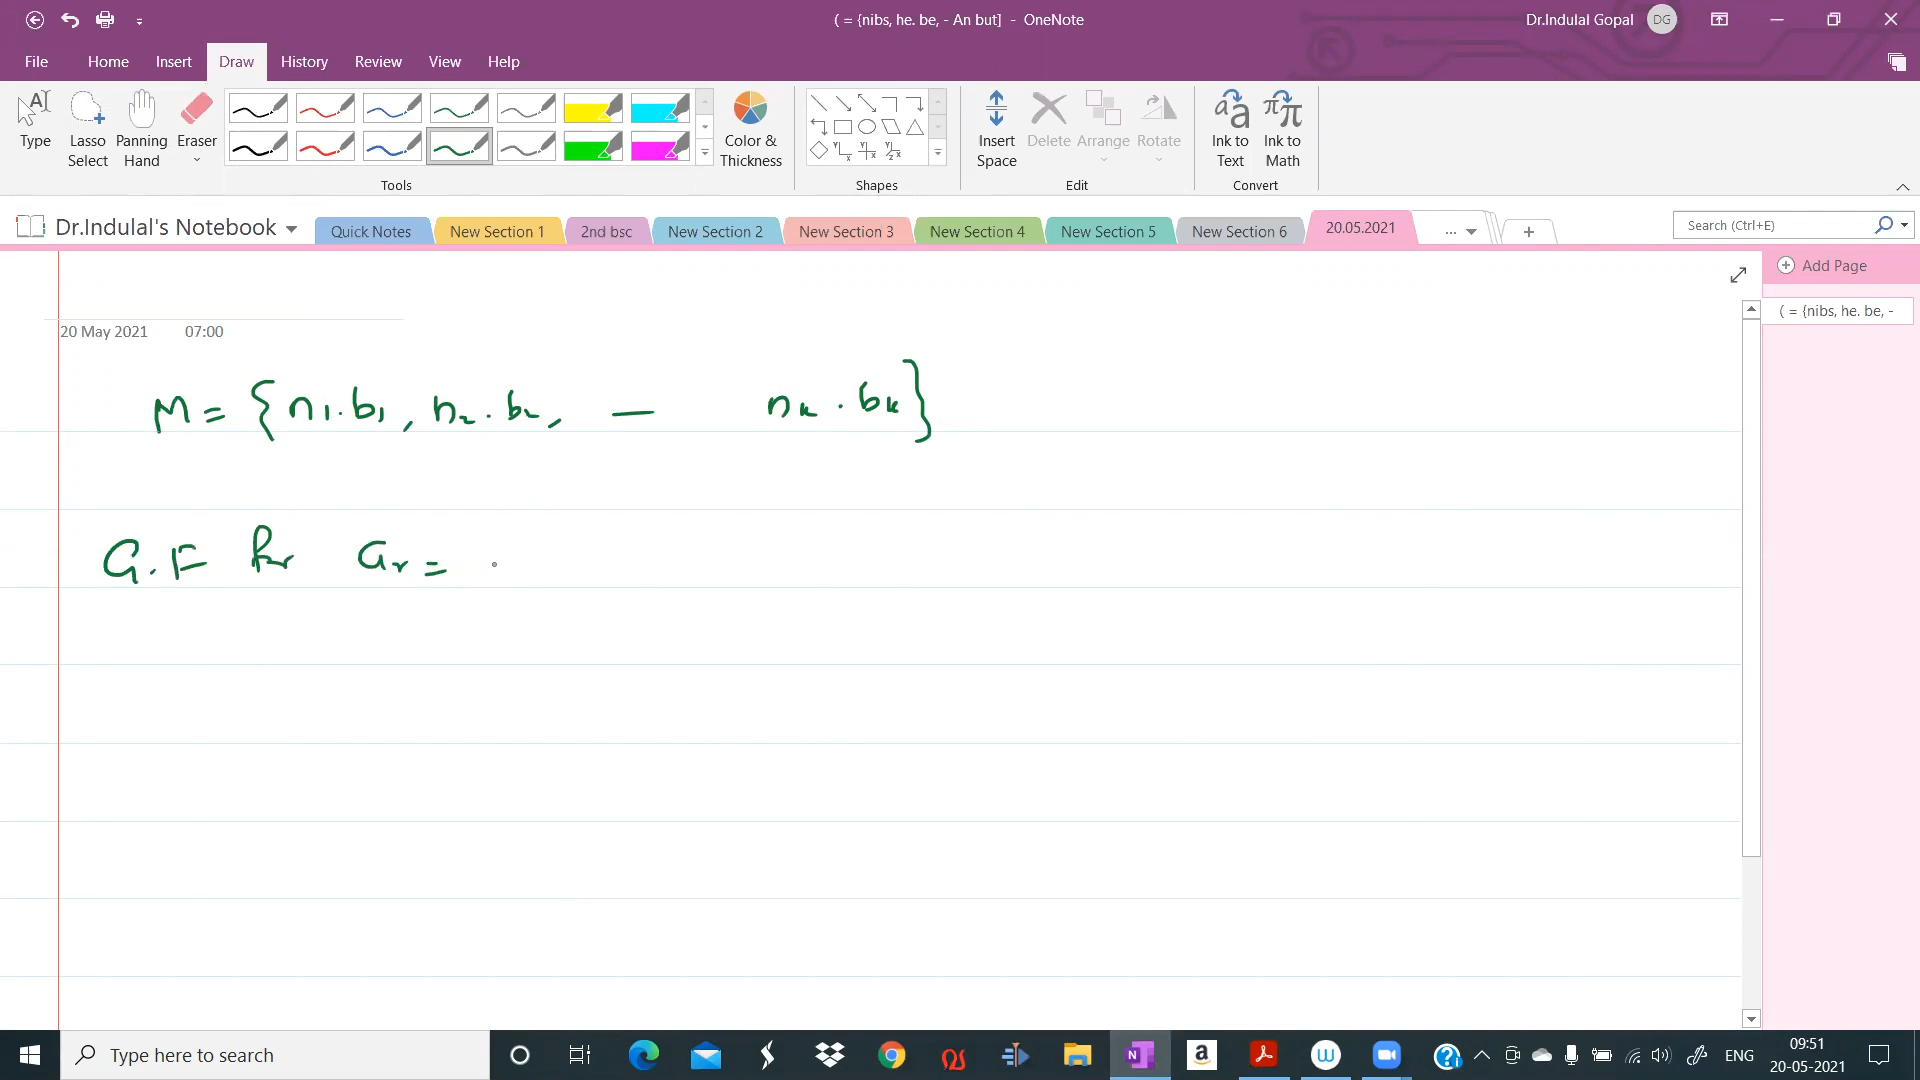 ( = {nibs, he. be, - An but] - OneNote
Dr.Indulal Gopal
DG
File Home Insert Draw History Review View Help
Type
Lasso Select
Panning Hand
Eraser
Color & Thickness
Insert Space
Delete
Arrange
Rotate
Ink to Text
Ink to Math
Tools
Shapes
Edit
Convert
Dr.Indulal's Notebook
Quick Notes
New Section 1
2nd bsc
New Section 2
New Section 3
New Section 4
New Section 5
New Section 6
20.05.2021
...
Search (Ctrl+E)
Add Page
( = {nibs, he. be, -
20 May 2021 07:00
M = {n₁.b₁, n₂.b₂, — nₖ.bₖ}
G.F for aᵣ =
Type here to search
ENG
09:51
20-05-2021